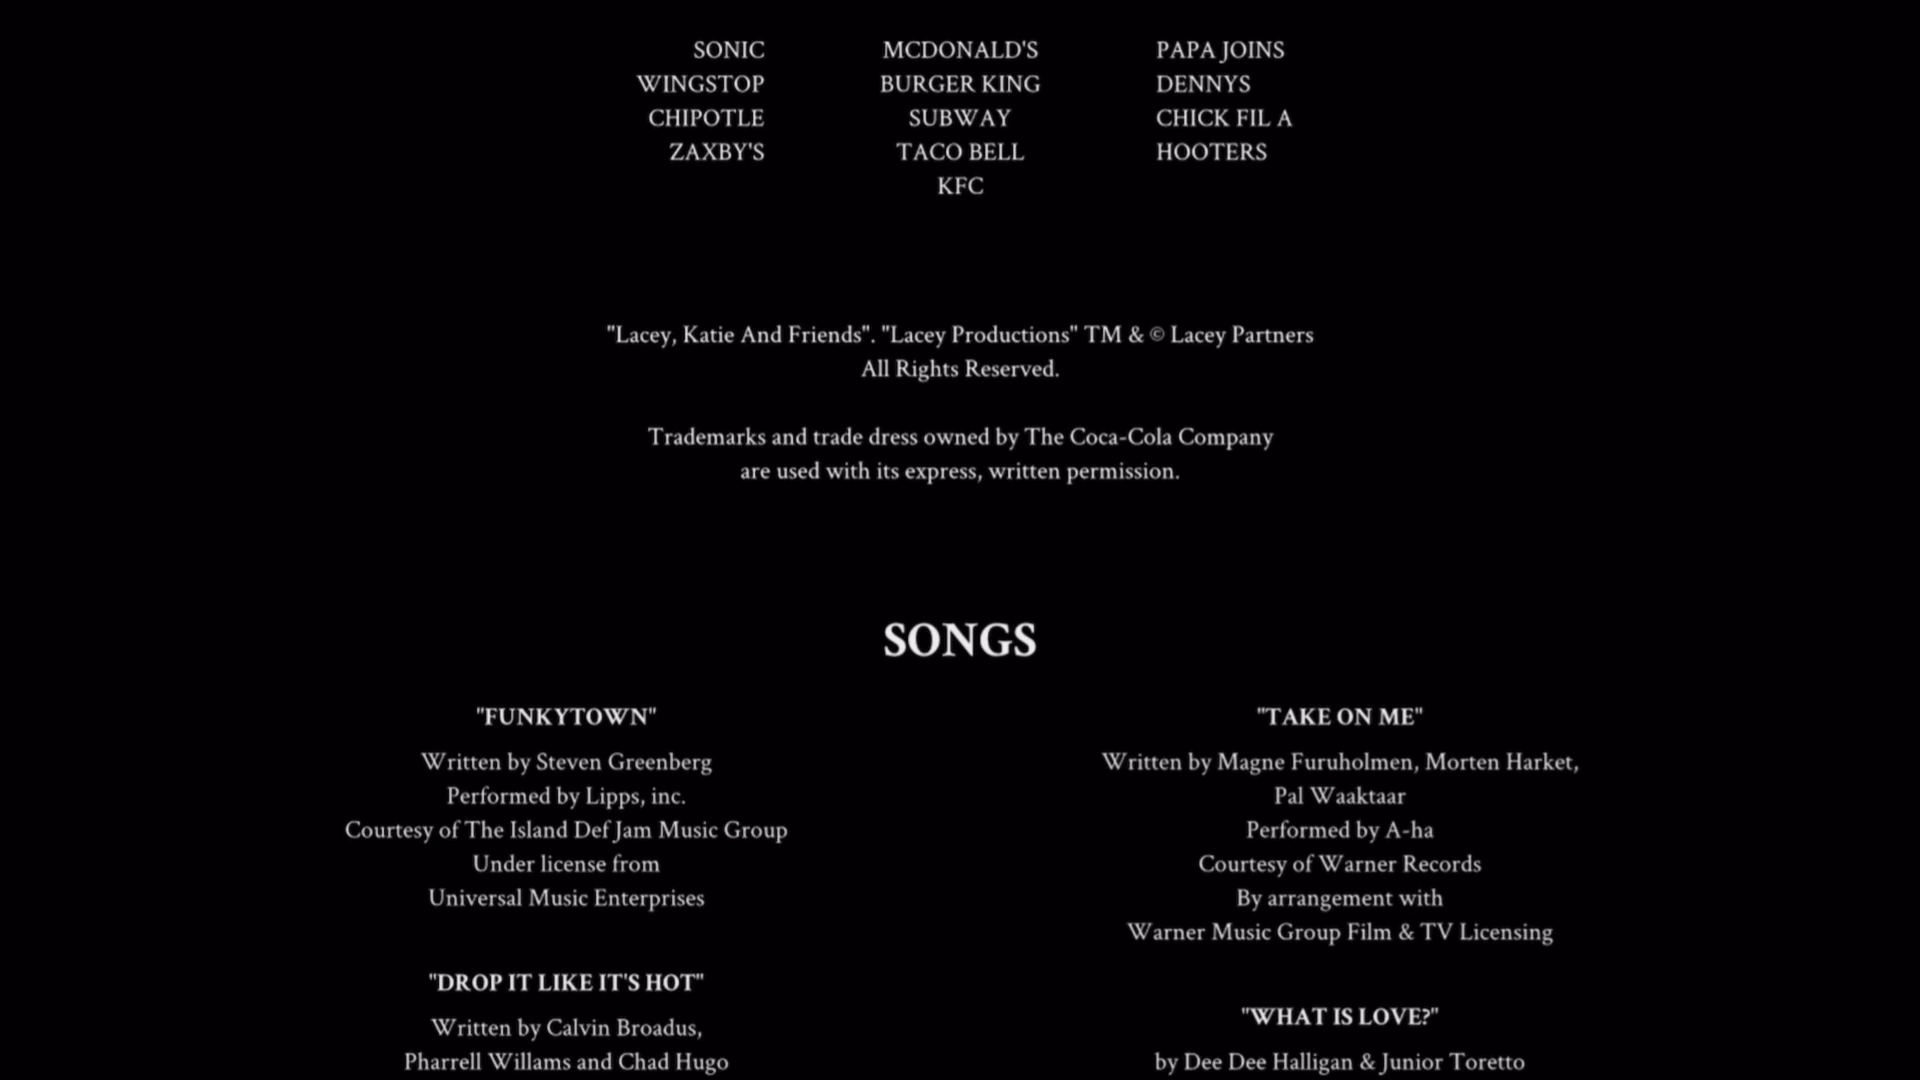 SONIC
WINGSTOP
CHIPOTLE
ZAXBY'S
MCDONALD'S
BURGER KING
SUBWAY
TACO BELL
KFC
PAPA JOINS
DENNYS
CHICK FIL A
HOOTERS
"Lacey, Katie And Friends". "Lacey Productions" TM & © Lacey Partners
All Rights Reserved.
Trademarks and trade dress owned by The Coca-Cola Company
are used with its express, written permission.
SONGS
"FUNKYTOWN"
Written by Steven Greenberg
Performed by Lipps, inc.
Courtesy of The Island Def Jam Music Group
Under license from
Universal Music Enterprises
"DROP IT LIKE IT'S HOT"
Written by Calvin Broadus,
Pharrell Willams and Chad Hugo
"TAKE ON ME"
Written by Magne Furuholmen, Morten Harket,
Pal Waaktaar
Performed by A-ha
Courtesy of Warner Records
By arrangement with
Warner Music Group Film & TV Licensing
"WHAT IS LOVE?"
by Dee Dee Halligan & Junior Toretto